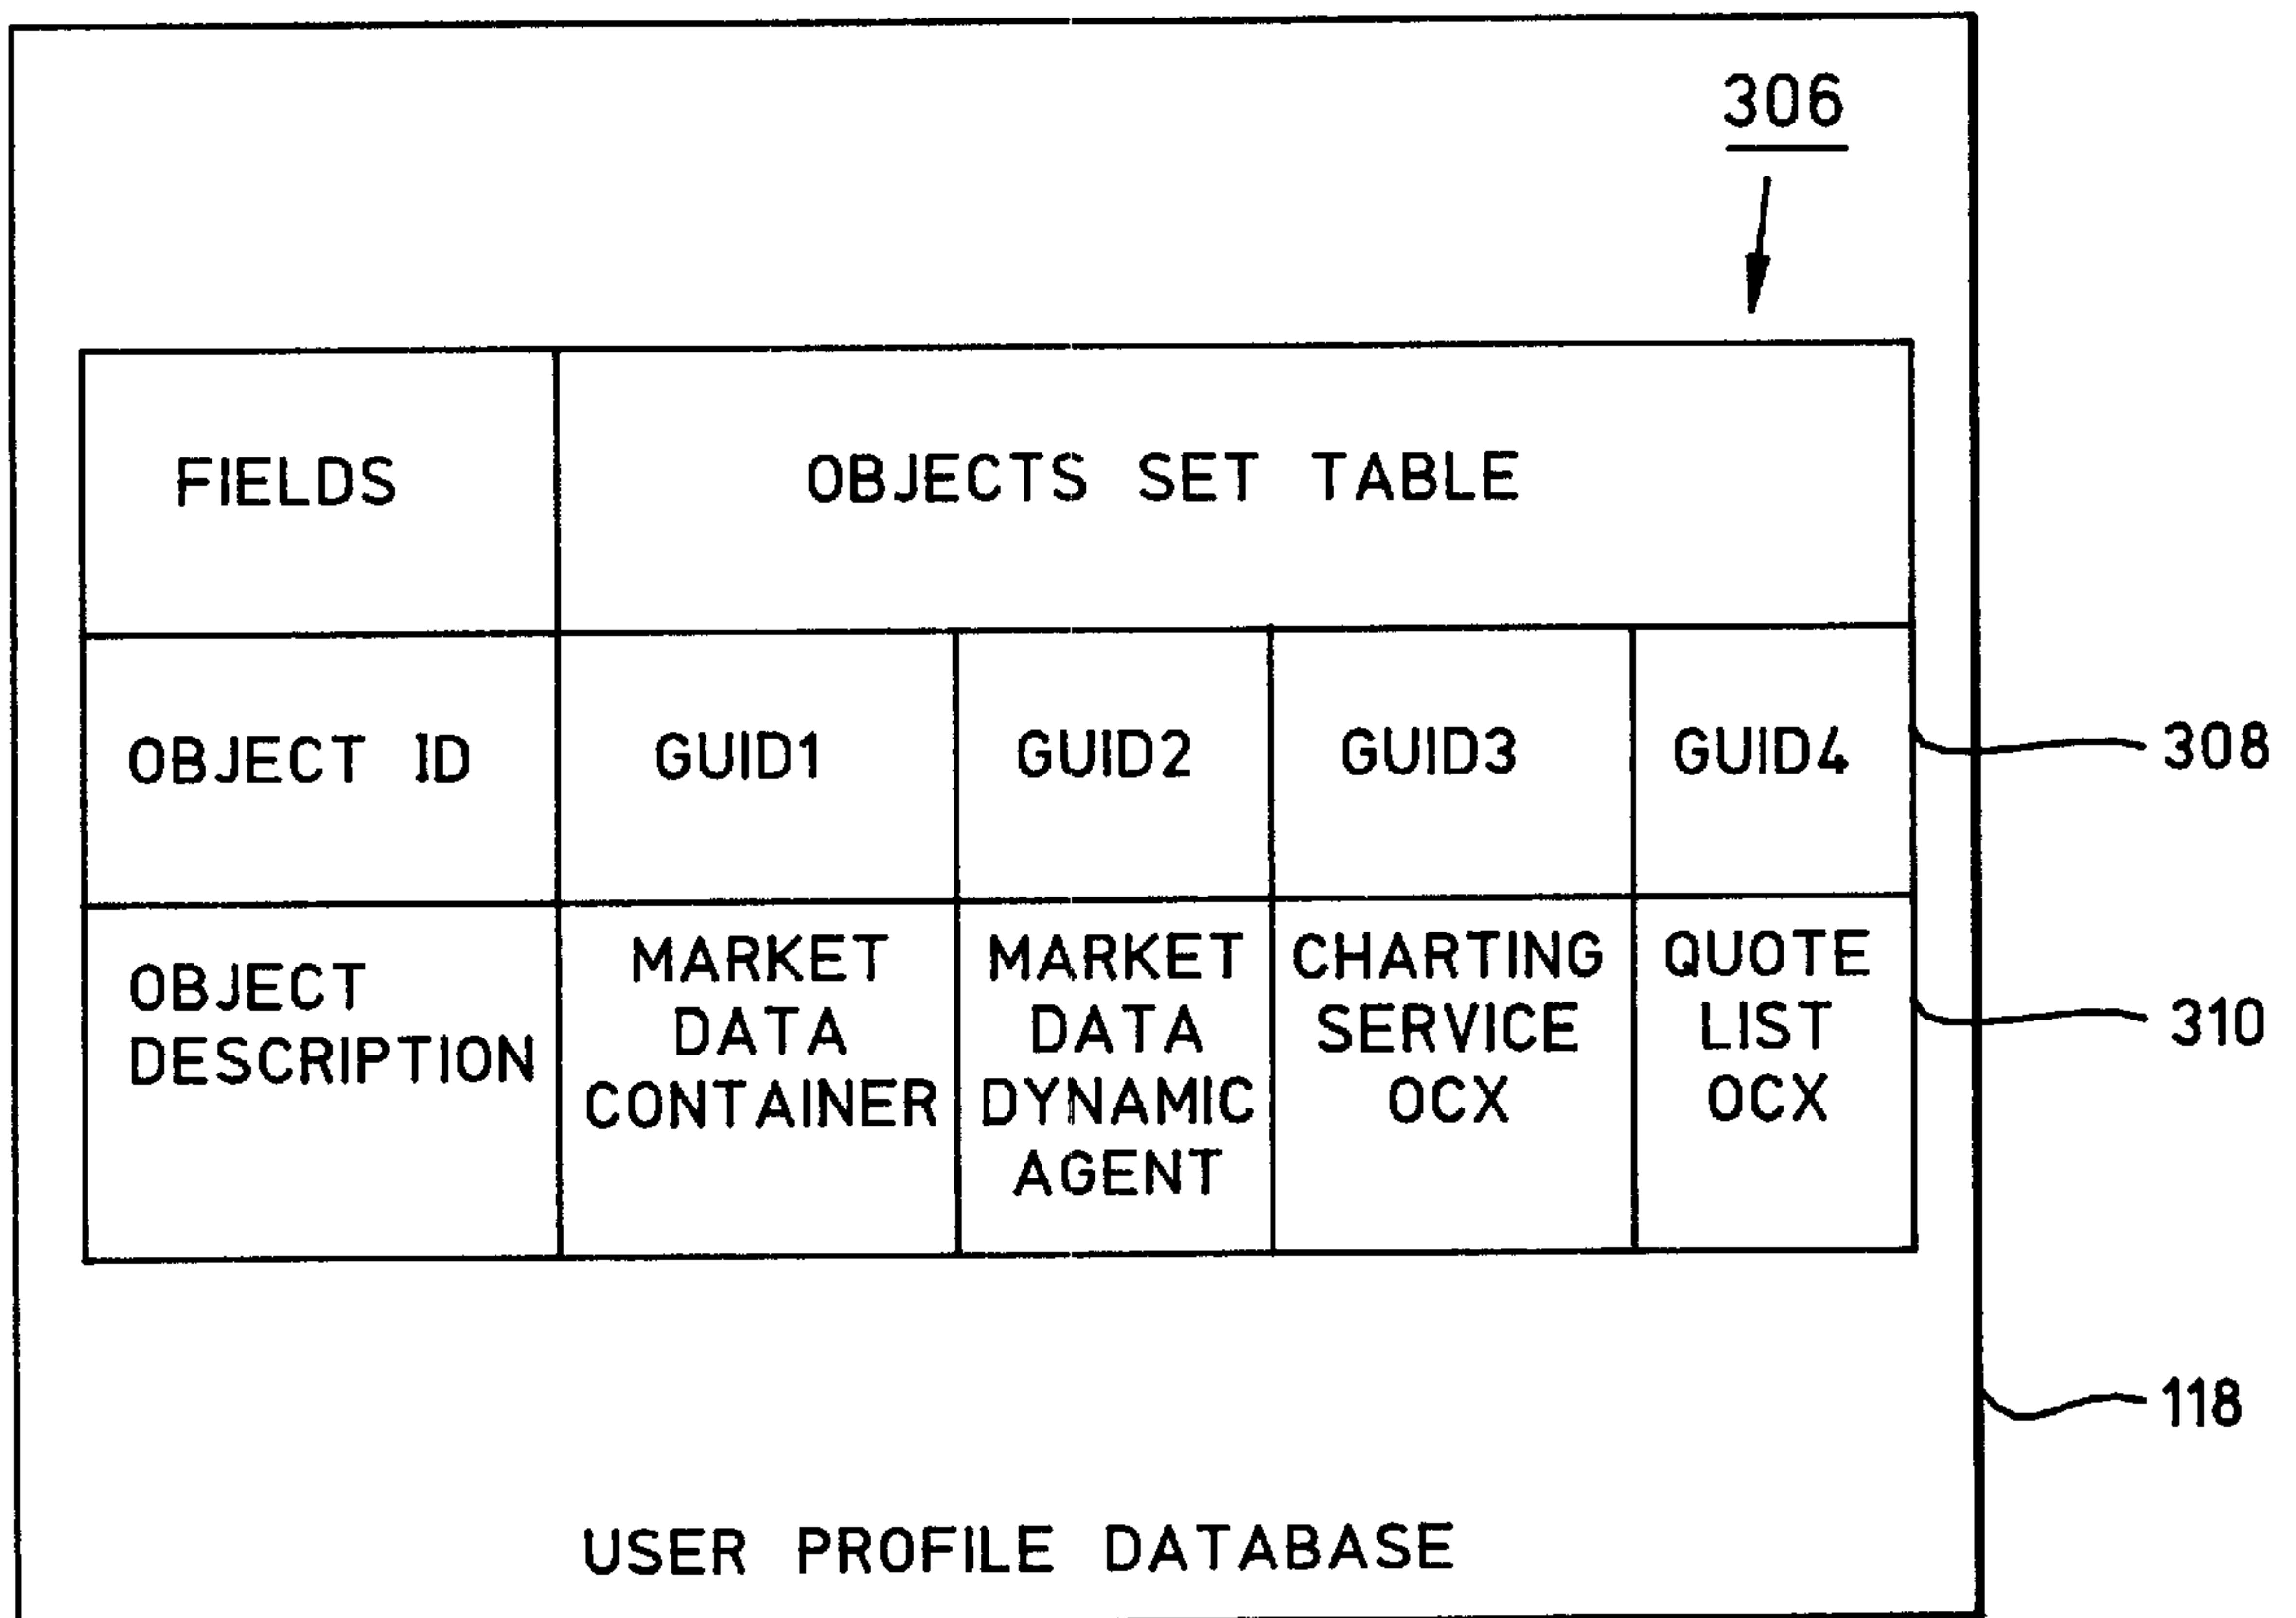 306
FIELDS OBJECTS SET TABLE
OBJECT ID GUID1 GUID2 GUID3 GUID4 308
OBJECT DESCRIPTION
MARKET DATA CONTAINER
MARKET DATA DYNAMIC AGENT
CHARTING SERVICE OCX
QUOTE LIST OCX
310
118
USER PROFILE DATABASE